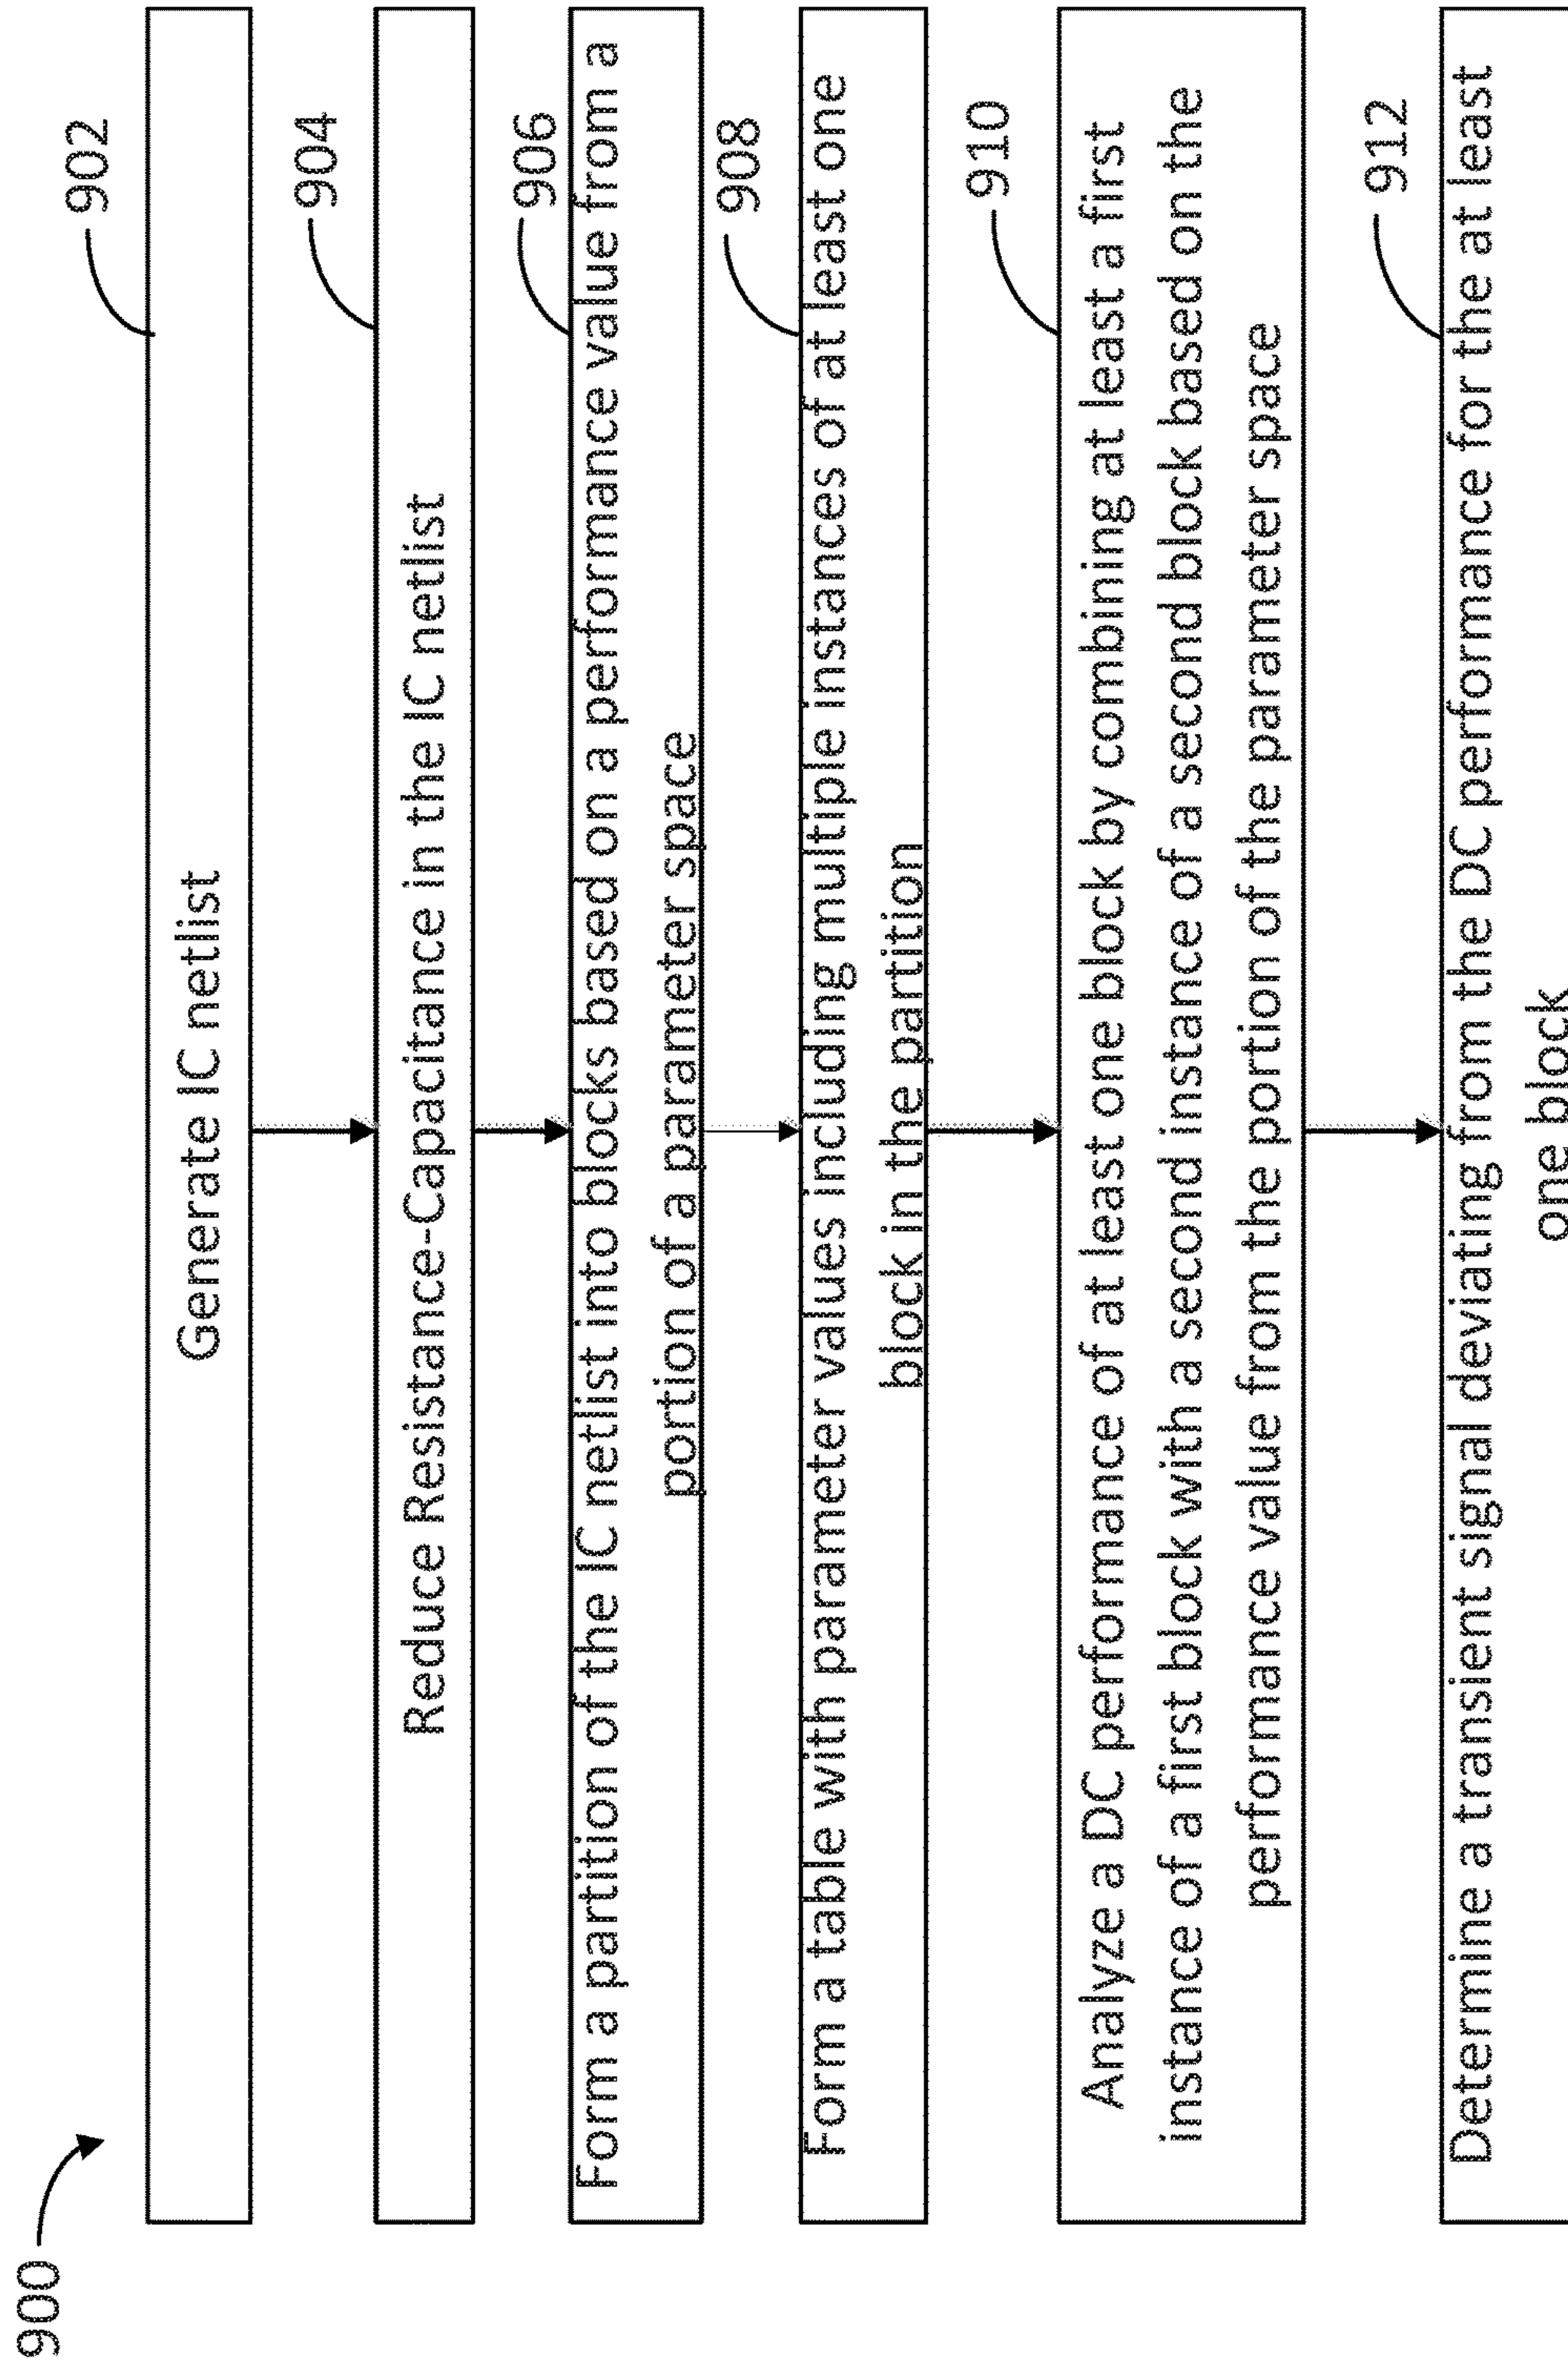 900
902
Generate IC netlist
904
Reduce Resistance-Capacitance in the IC netlist
906
Form a partition of the IC netlist into blocks based on a performance value from a
portion of a parameter space
908
Form a table with parameter values including multiple instances of at least one
block in the partition
910
Analyze a DC performance of at least one block by combining at least a first
instance of a first block with a second instance of a second block based on the
performance value from the portion of the parameter space
912
Determine a transient signal deviating from the DC performance for the at least
one block